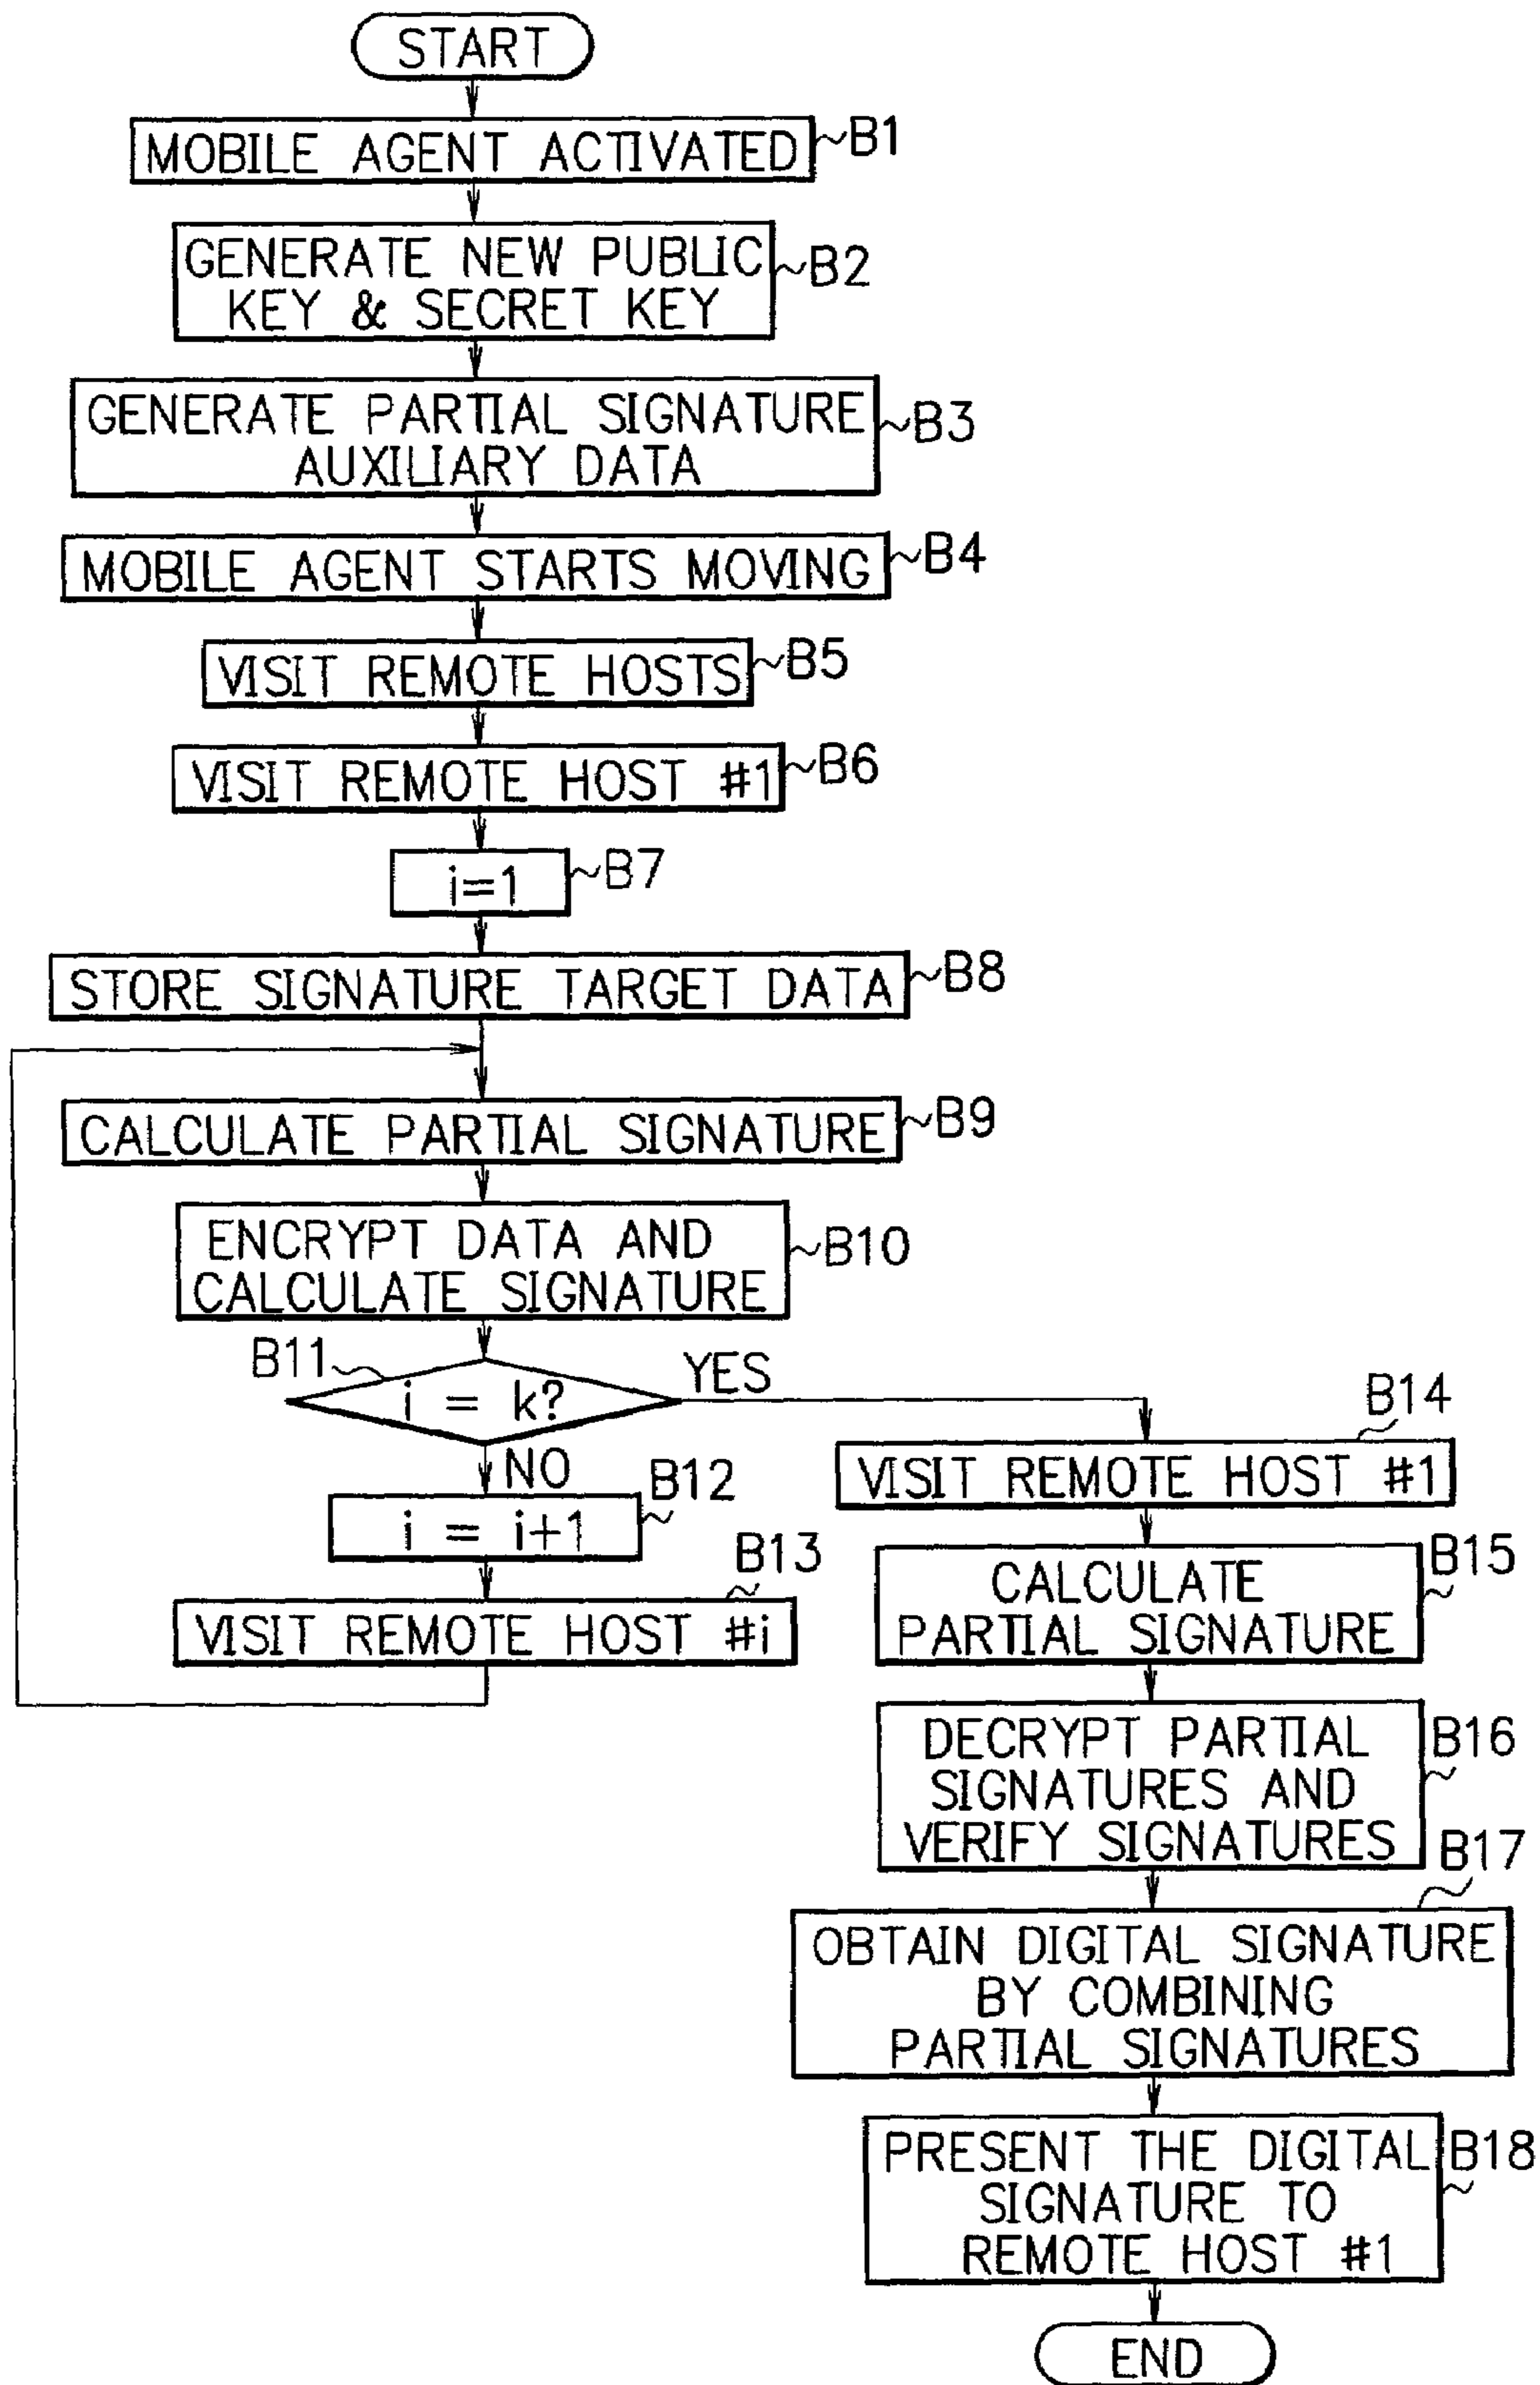 START
MOBILE AGENT ACTIVATED
B1
GENERATE NEW PUBLIC
KEY & SECRET KEY
B2
GENERATE PARTIAL SIGNATURE
AUXILIARY DATA
B3
MOBILE AGENT STARTS MOVING
B4
VISIT REMOTE HOSTS
B5
VISIT REMOTE HOST #1
B6
i=1
B7
STORE SIGNATURE TARGET DATA
B8
CALCULATE PARTIAL SIGNATURE
B9
ENCRYPT DATA AND
CALCULATE SIGNATURE
B10
B11
i = k?
YES
NO
B12
i = i+1
B13
VISIT REMOTE HOST #i
B14
VISIT REMOTE HOST #1
B15
CALCULATE
PARTIAL SIGNATURE
DECRYPT PARTIAL
SIGNATURES AND
VERIFY SIGNATURES
B16
B17
OBTAIN DIGITAL SIGNATURE
BY COMBINING
PARTIAL SIGNATURES
PRESENT THE DIGITAL
SIGNATURE TO
REMOTE HOST #1
B18
END